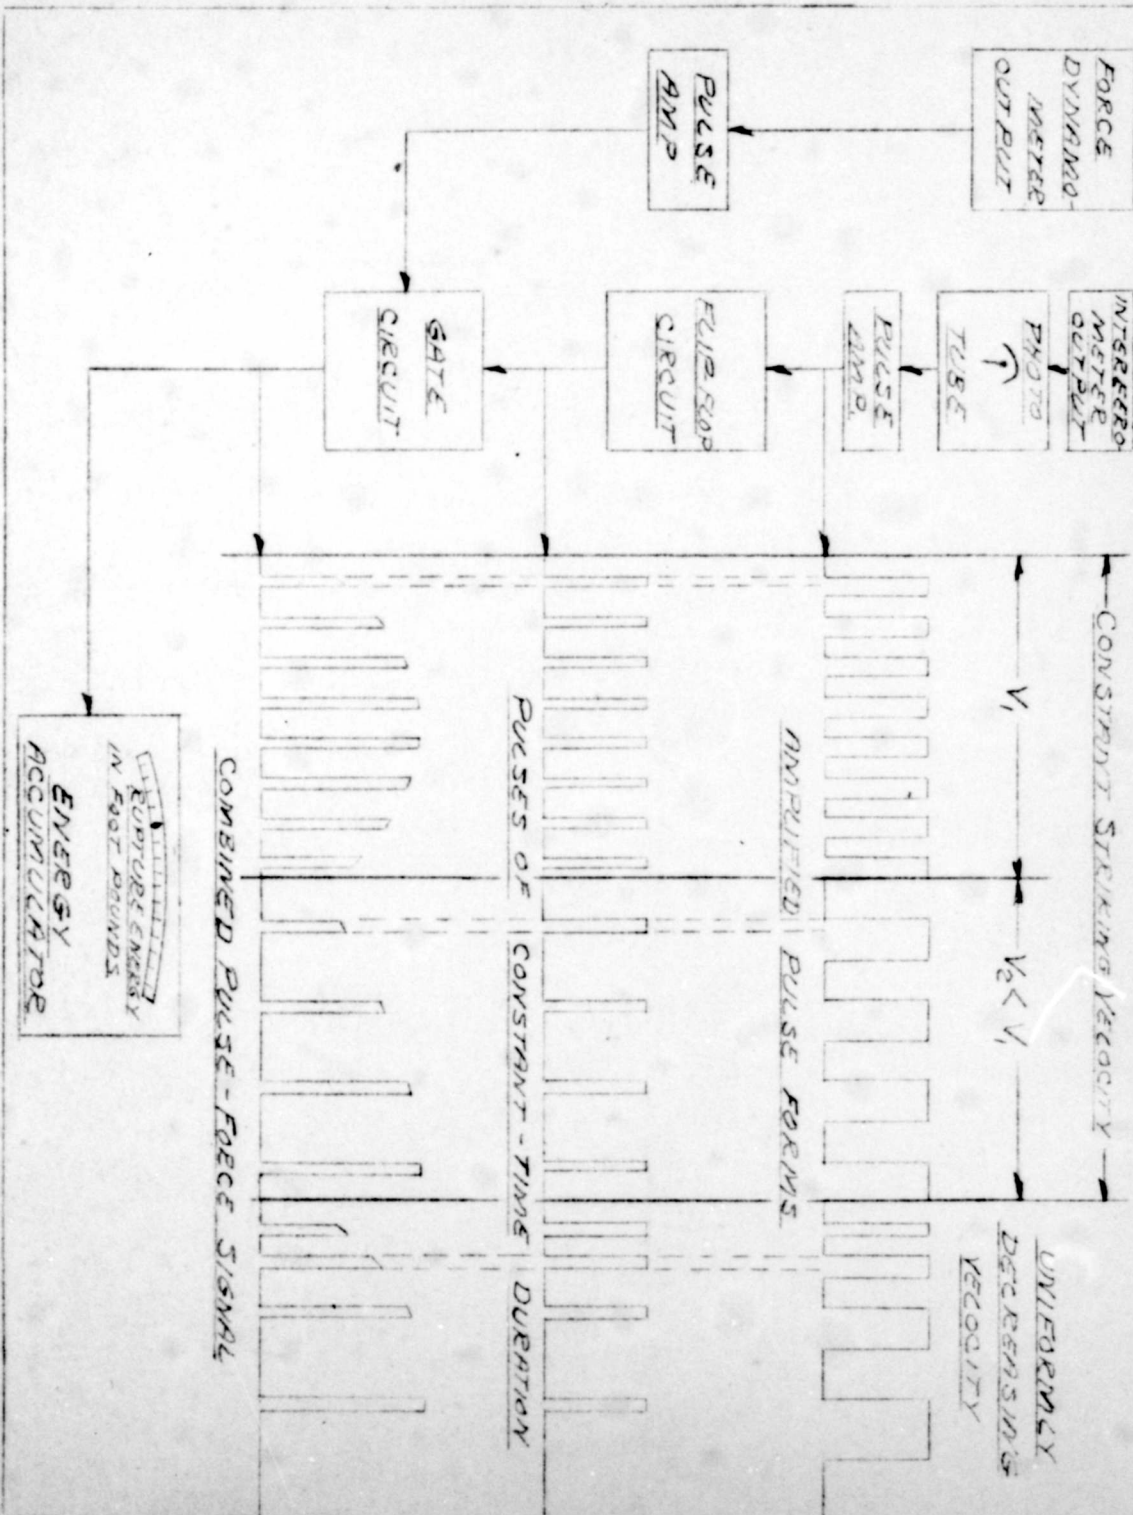 FORCE
DYNAMO-
METER
OUTPUT
PULSE
AMP
INTERFERO
METER
OUTPUT
PHOTO
TUBE
PULSE
AMP.
FLIP-FLOP
CIRCUIT
GATE
CIRCUIT
CONSTANT STRIKING VELOCITY
V₁
V₂ < V₁
UNIFORMLY
DECREASING
VELOCITY
AMPLIFIED PULSE FORMS
PULSES OF CONSTANT-TIME DURATION
COMBINED PULSE-FORCE SIGNAL
RUPTURE ENERGY
IN FOOT POUNDS
ENERGY
ACCUMULATOR